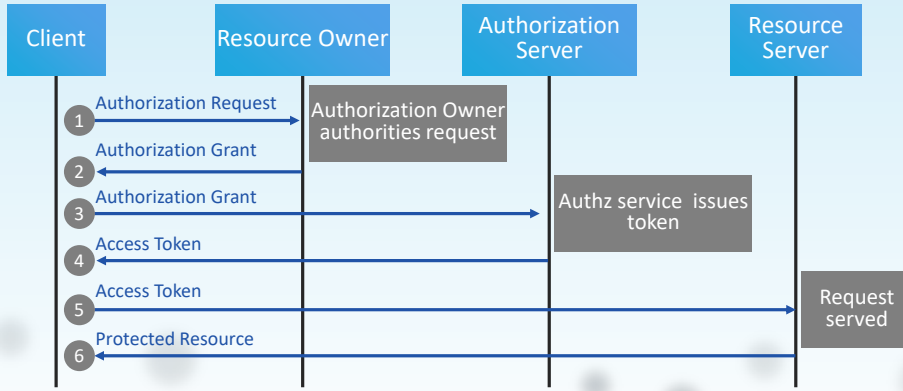 Client
Resource Owner
Authorization
Server
Resource
Server
Authorization Request
1
Authorization Owner
authorities request
Authorization Grant
2
Authorization Grant
3
Authz service issues
token
Access Token
4
Access Token
5
Request
served
Protected Resource
6